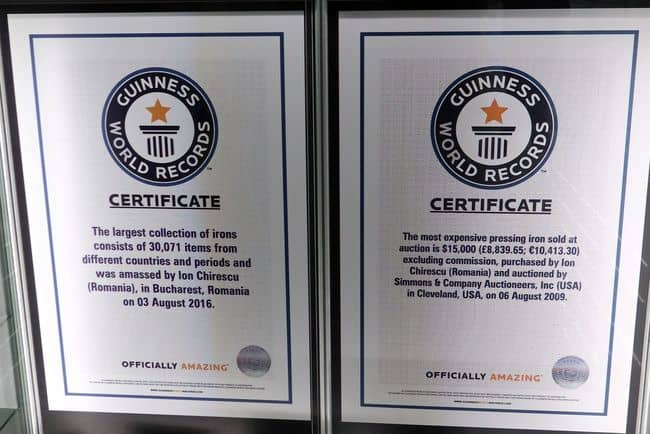 GUINNESS
WORLD RECORDS
CERTIFICATE
The largest collection of irons
consists of 30,071 items from
different countries and periods and
was amassed by Ion Chirescu
(Romania), in Bucharest, Romania
on 03 August 2016.
OFFICIALLY AMAZING
GUINNESS
WORLD RECORDS
CERTIFICATE
The most expensive pressing iron sold at
auction is $15,000 (£8,839.65; €10,413.30)
excluding commission, purchased by Ion
Chirescu (Romania) and auctioned by
Simmons & Company Auctioneers, Inc (USA)
in Cleveland, USA, on 06 August 2009.
OFFICIALLY AMAZING